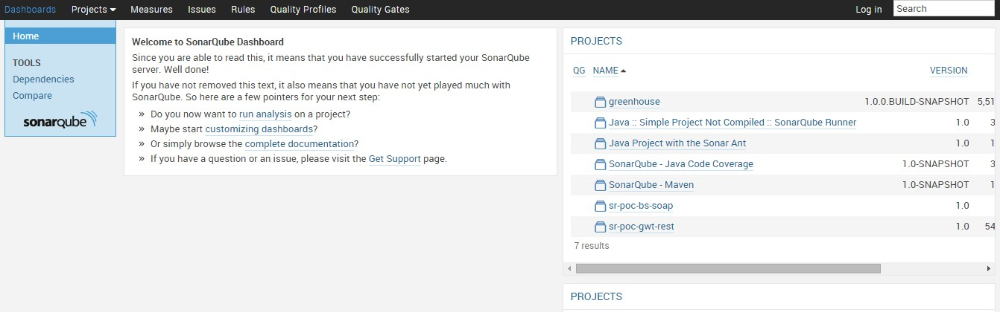 Dashboards Projects Measures Issues Rules Quality Profiles Quality Gates Log in Search
Home
TOOLS
Dependencies
Compare
sonarqube
Welcome to SonarQube Dashboard
Since you are able to read this, it means that you have successfully started your SonarQube
server. Well done!
If you have not removed this text, it also means that you have not yet played much with
SonarQube. So here are a few pointers for your next step:
» Do you now want to run analysis on a project?
» Maybe start customizing dashboards?
» Or simply browse the complete documentation?
» If you have a question or an issue, please visit the Get Support page.
PROJECTS
QG NAME VERSION
greenhouse 1.0.0.BUILD-SNAPSHOT 5,51
Java :: Simple Project Not Compiled :: SonarQube Runner 1.0 3
Java Project with the Sonar Ant 1.0 1
SonarQube - Java Code Coverage 1.0-SNAPSHOT 3
SonarQube - Maven 1.0-SNAPSHOT 1
sr-poc-bs-soap 1.0
sr-poc-gwt-rest 1.0 54
7 results
PROJECTS